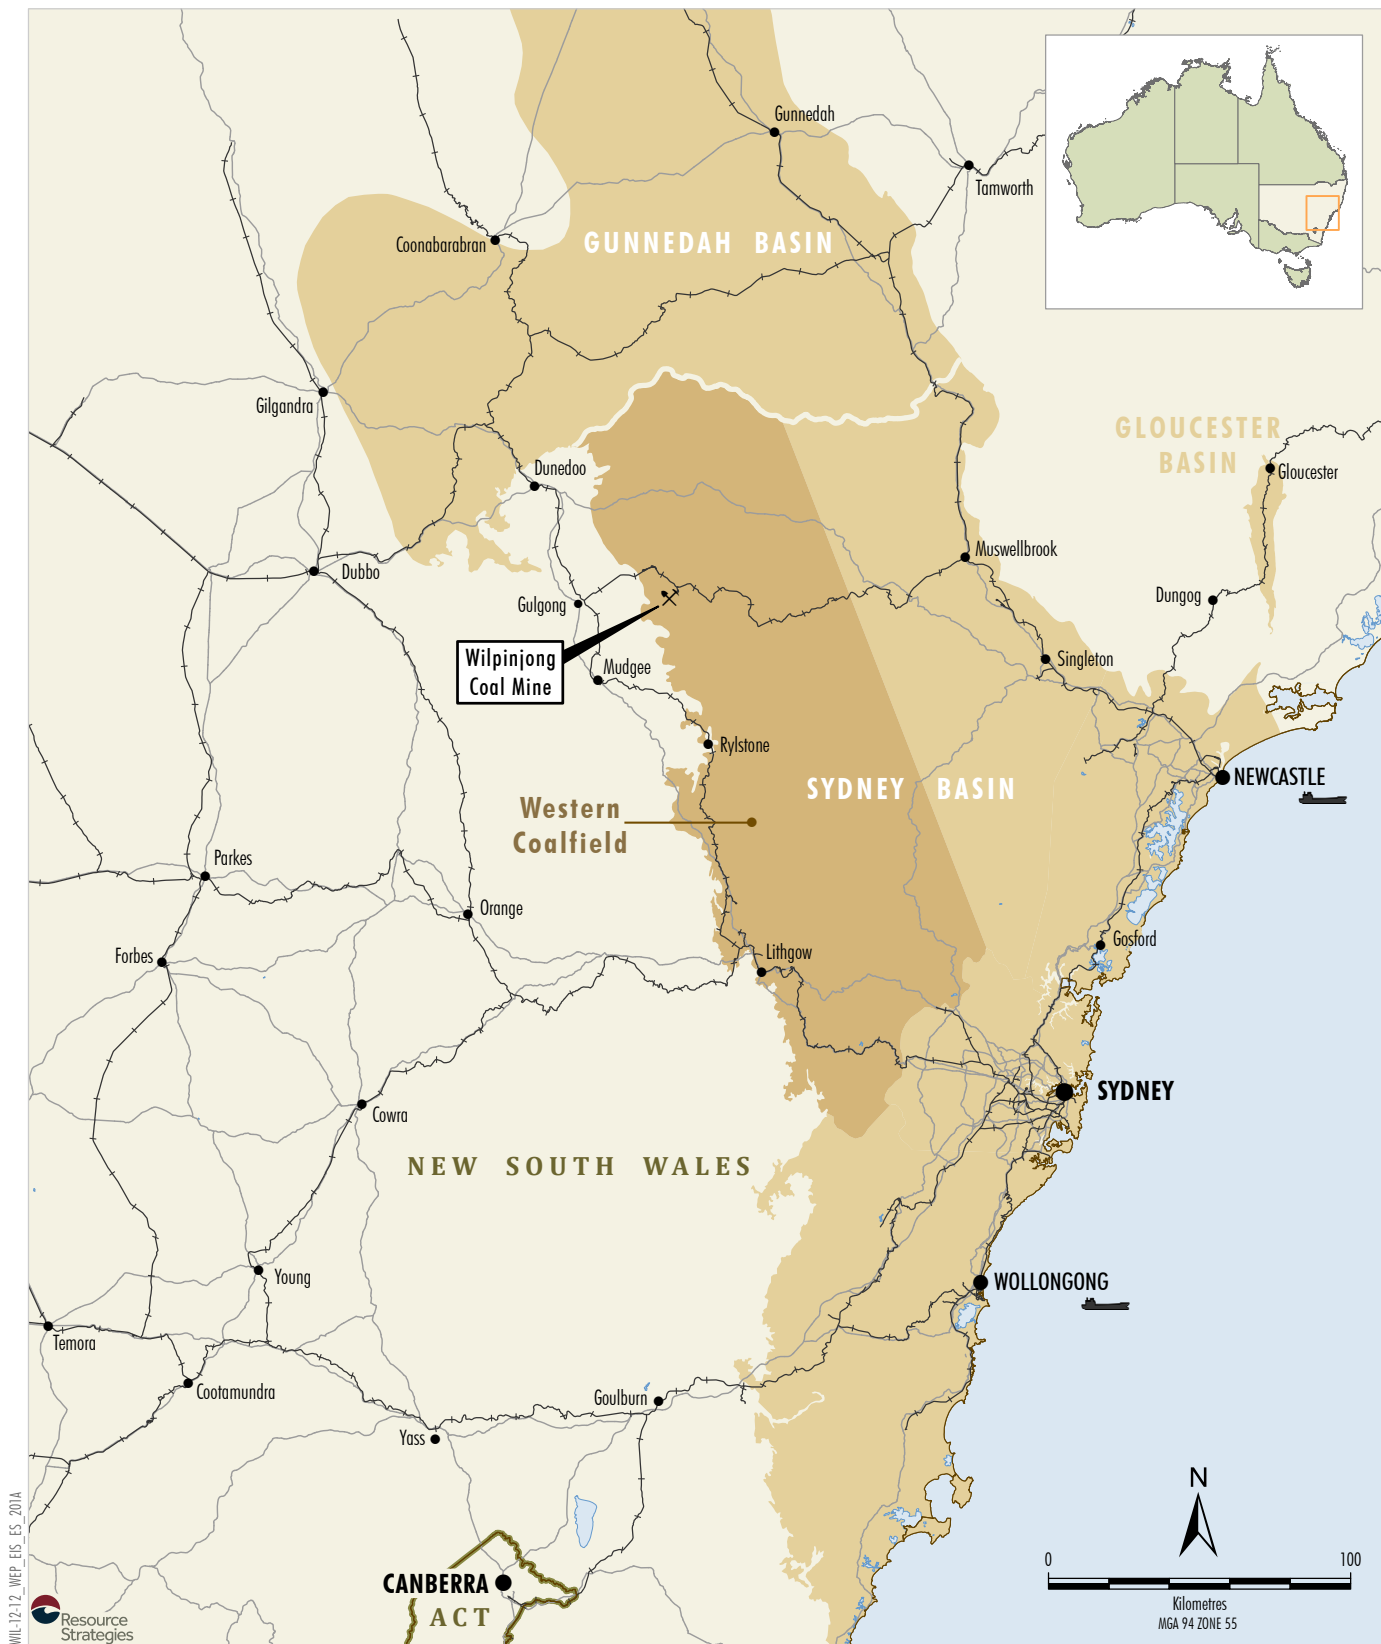 Gunnedah
Tamworth
Coonabarabran
GUNNEDAH BASIN
Gilgandra
GLOUCESTER
BASIN
Gloucester
Dunedoo
Muswellbrook
Dubbo
Gulgong
Dungog
Wilpinjong
Coal Mine
Mudgee
Singleton
Rylstone
SYDNEY BASIN
NEWCASTLE
Western
Coalfield
Parkes
Orange
Forbes
Lithgow
Gosford
SYDNEY
Cowra
NEW SOUTH WALES
Young
WOLLONGONG
Temora
Cootamundra
Goulburn
Yass
N
CANBERRA
ACT
0 100
Kilometres
MGA 94 ZONE 55
WIL-12-12_WEP_EIS_ES_201A
Resource
Strategies